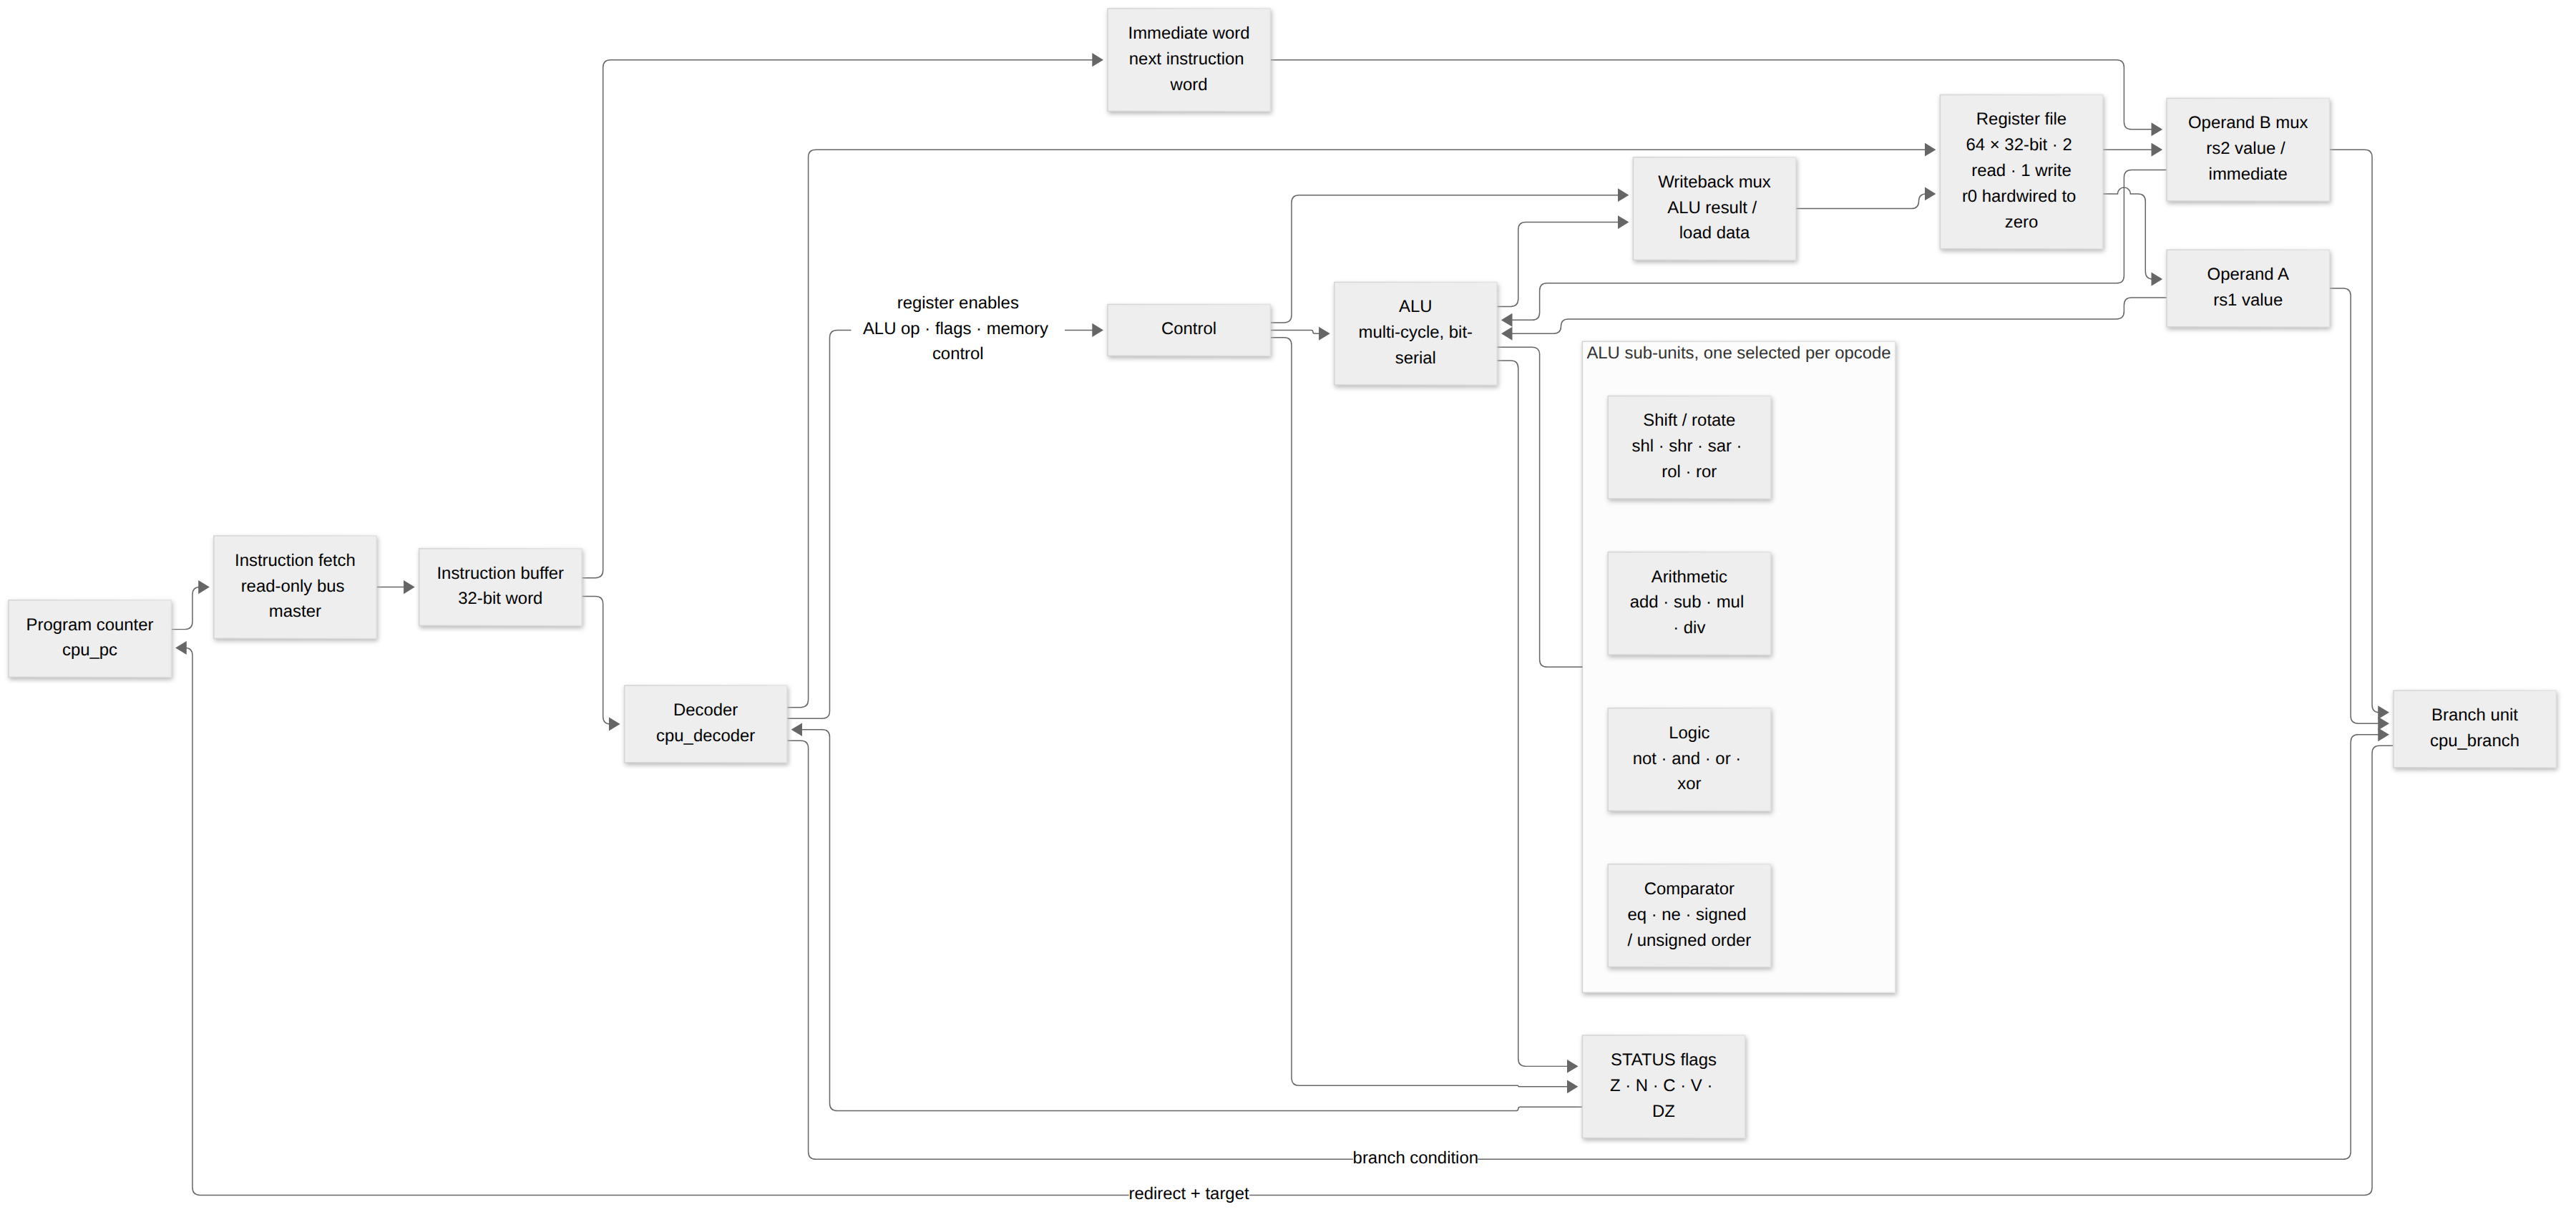 Immediate word
next instruction
word
Register file
64 × 32-bit · 2
read · 1 write
r0 hardwired to
zero
Operand B mux
rs2 value /
immediate
Writeback mux
ALU result /
load data
Operand A
rs1 value
register enables
ALU op · flags · memory
control
Control
ALU
multi-cycle, bit-
serial
ALU sub-units, one selected per opcode
Shift / rotate
shl · shr · sar ·
rol · ror
Instruction fetch
read-only bus
master
Instruction buffer
32-bit word
Arithmetic
add · sub · mul
· div
Program counter
cpu_pc
Decoder
cpu_decoder
Logic
not · and · or ·
xor
Branch unit
cpu_branch
Comparator
eq · ne · signed
/ unsigned order
STATUS flags
Z · N · C · V ·
DZ
branch condition
redirect + target